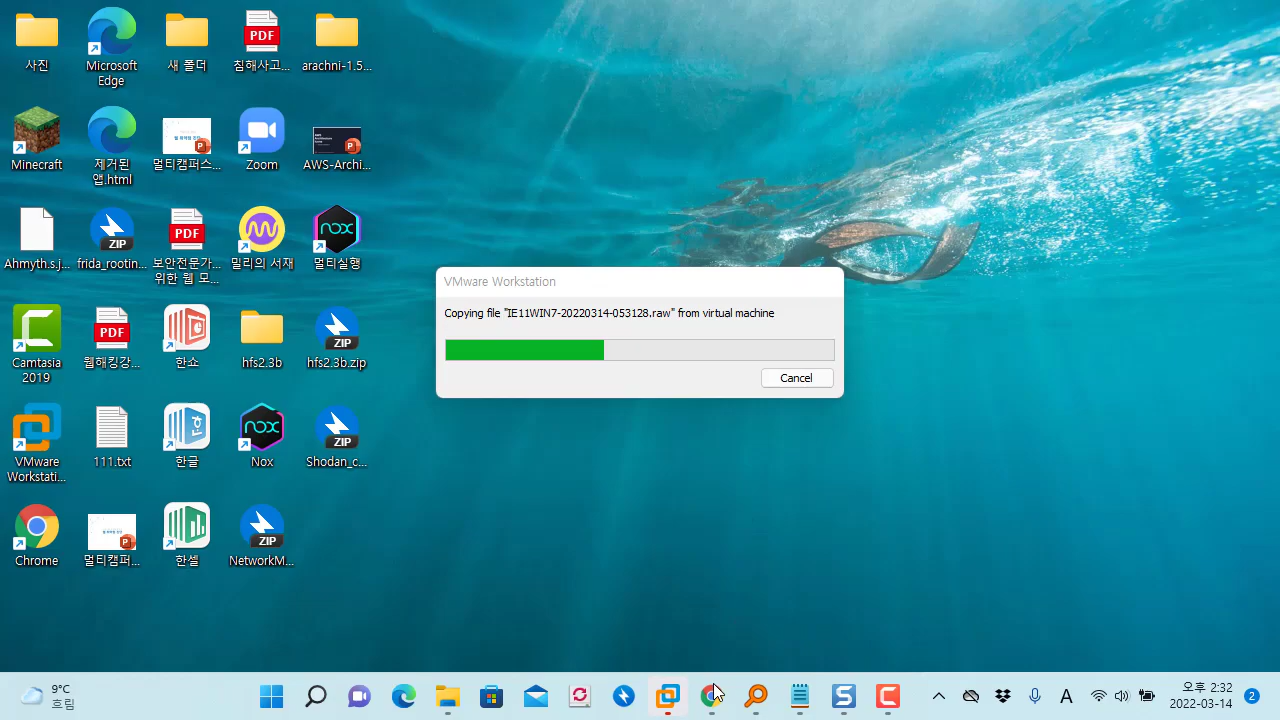 사진
Microsoft
Edge
새 폴더
PDF
침해사고...
arachni-1.5...
Minecraft
제거된
앱.html
멀티캠퍼스...
Zoom
AWS-Archi...
Ahmyth.s.j...
ZIP
frida_rootin...
PDF
보안전문가...
위한 웹 모...
밀리의 서재
nox
멀티실행
Camtasia
2019
PDF
웹해킹강...
한쇼
hfs2.3b
ZIP
hfs2.3b.zip
VMware
Workstati...
111.txt
한글
nox
Nox
ZIP
Shodan_c...
Chrome
멀티캠퍼...
한셀
ZIP
NetworkM...
VMware Workstation
Copying file "IE11WIN7-20220314-053128.raw" from virtual machine
Cancel
9°C
흐림
A
오후 2:32
2022-03-14
2